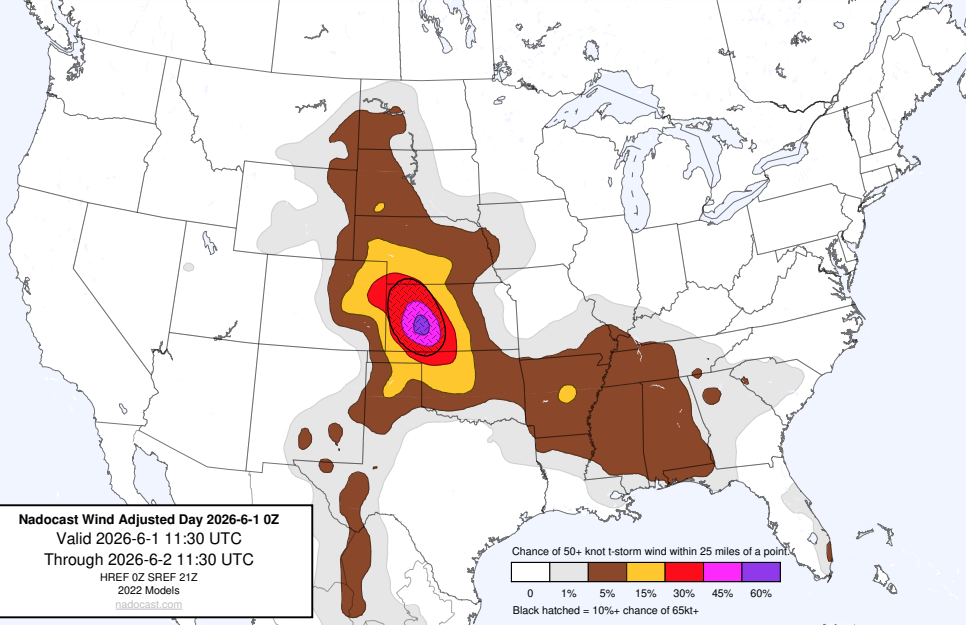 Nadocast Wind Adjusted Day 2026-6-1 0Z
Valid 2026-6-1 11:30 UTC
Through 2026-6-2 11:30 UTC
HREF 0Z SREF 21Z
2022 Models
nadocast.com
Chance of 50+ knot t-storm wind within 25 miles of a point.
0 1% 5% 15% 30% 45% 60%
Black hatched = 10%+ chance of 65kt+